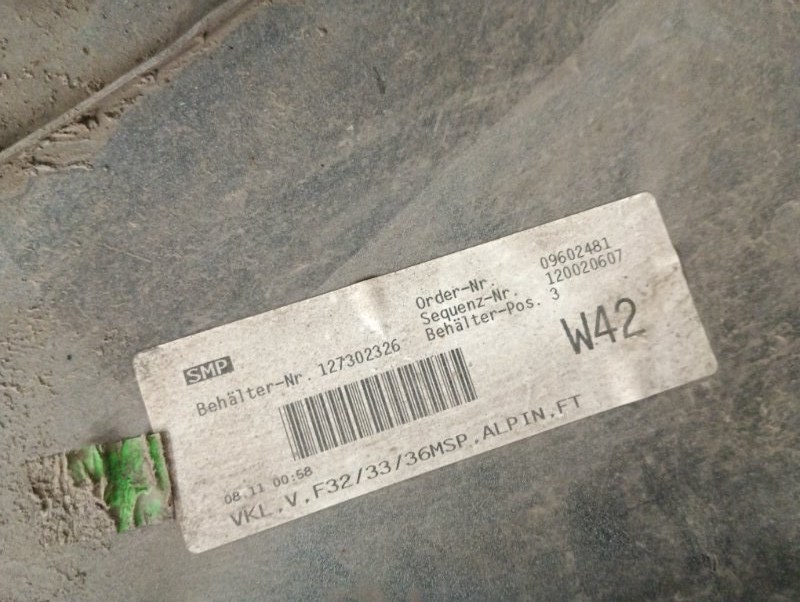 SMP
Order-Nr. 09602481
Sequenz-Nr. 120020607
Behälter-Nr. 127302326 Behälter-Pos. 3
W42
08.11 00:58
VKL.V.F32/33/36MSP.ALPIN.FT